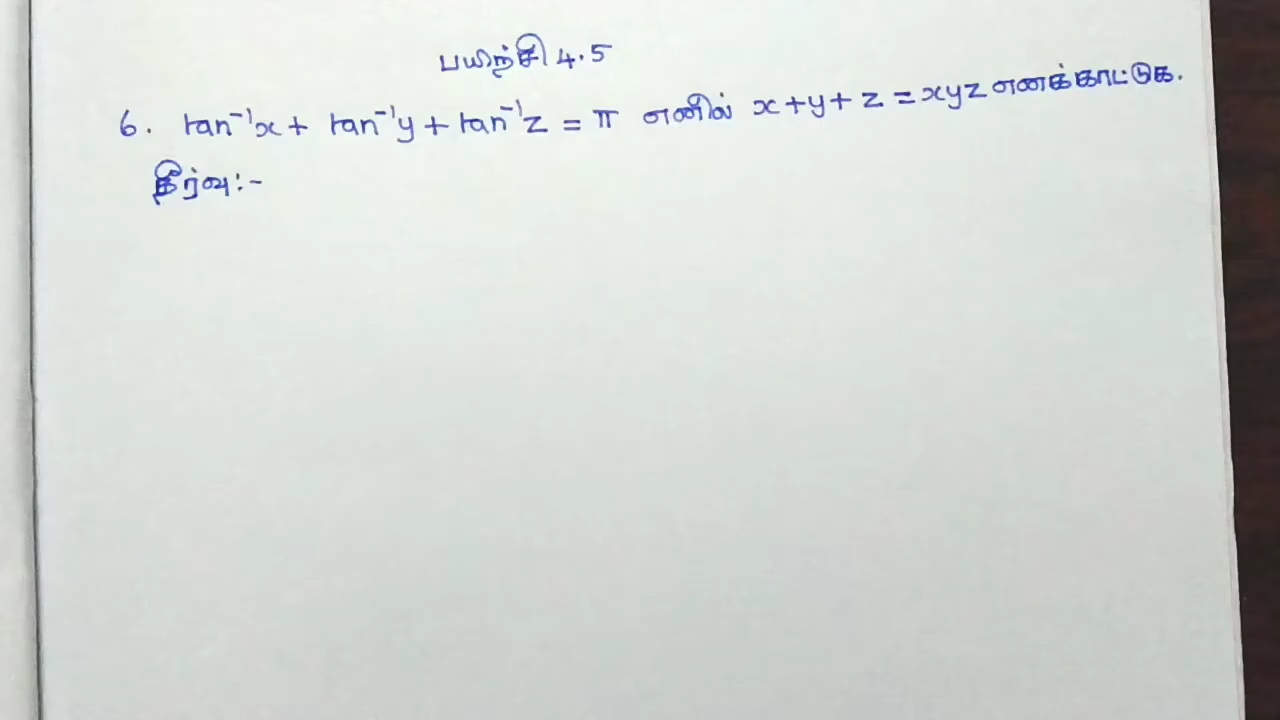 பயிற்சி 4.5
6. tan⁻¹x + tan⁻¹y + tan⁻¹z = π எனில் x+y+z = xyz எனக்காட்டுக.
தீர்வு:-